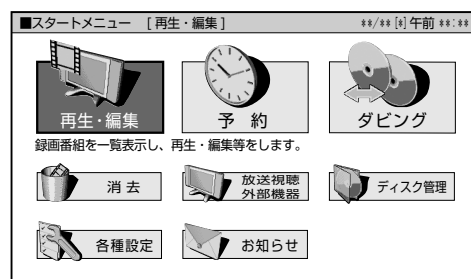 ■スタートメニュー ［再生・編集］ **/**[*]午前**:**
再生・編集 予 約 ダビング
録画番組を一覧表示し、再生・編集等をします。
消 去 放送視聴 外部機器 ディスク管理
各種設定 お知らせ